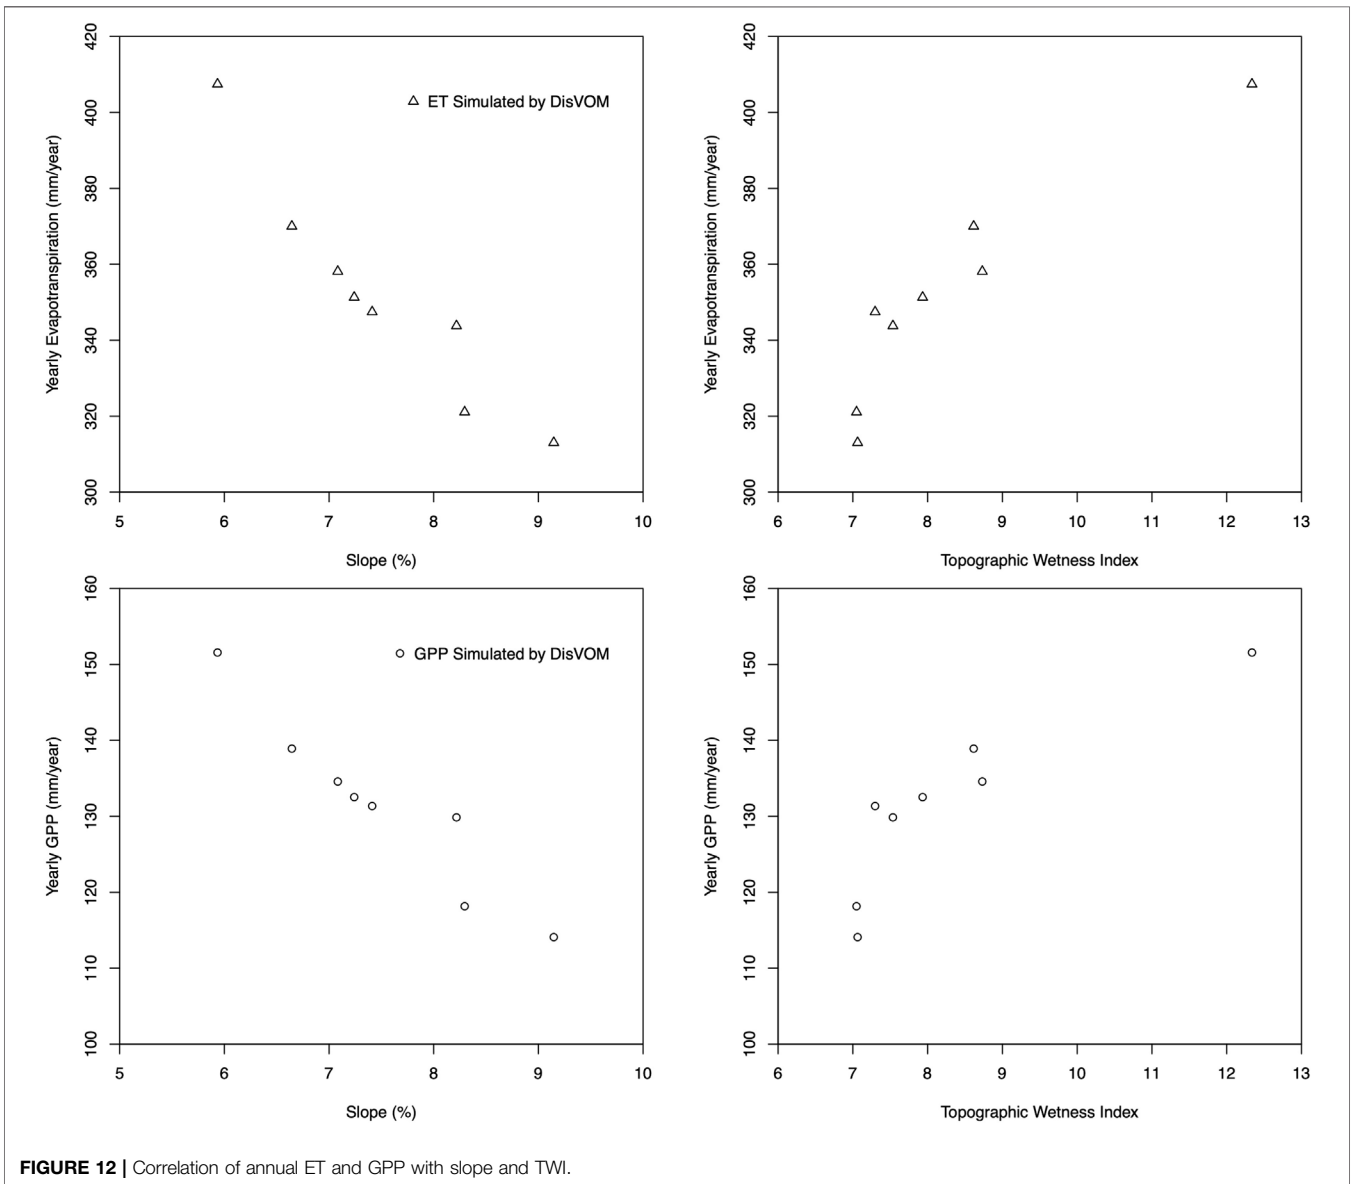 420
400
380
360
340
320
300
Yearly Evapotranspiration (mm/year)
ET Simulated by DisVOM
5 6 7 8 9 10
Slope (%)
420
400
380
360
340
320
300
Yearly Evapotranspiration (mm/year)
6 7 8 9 10 11 12 13
Topographic Wetness Index
160
150
140
130
120
110
100
Yearly GPP (mm/year)
GPP Simulated by DisVOM
5 6 7 8 9 10
Slope (%)
160
150
140
130
120
110
100
Yearly GPP (mm/year)
6 7 8 9 10 11 12 13
Topographic Wetness Index
FIGURE 12 | Correlation of annual ET and GPP with slope and TWI.